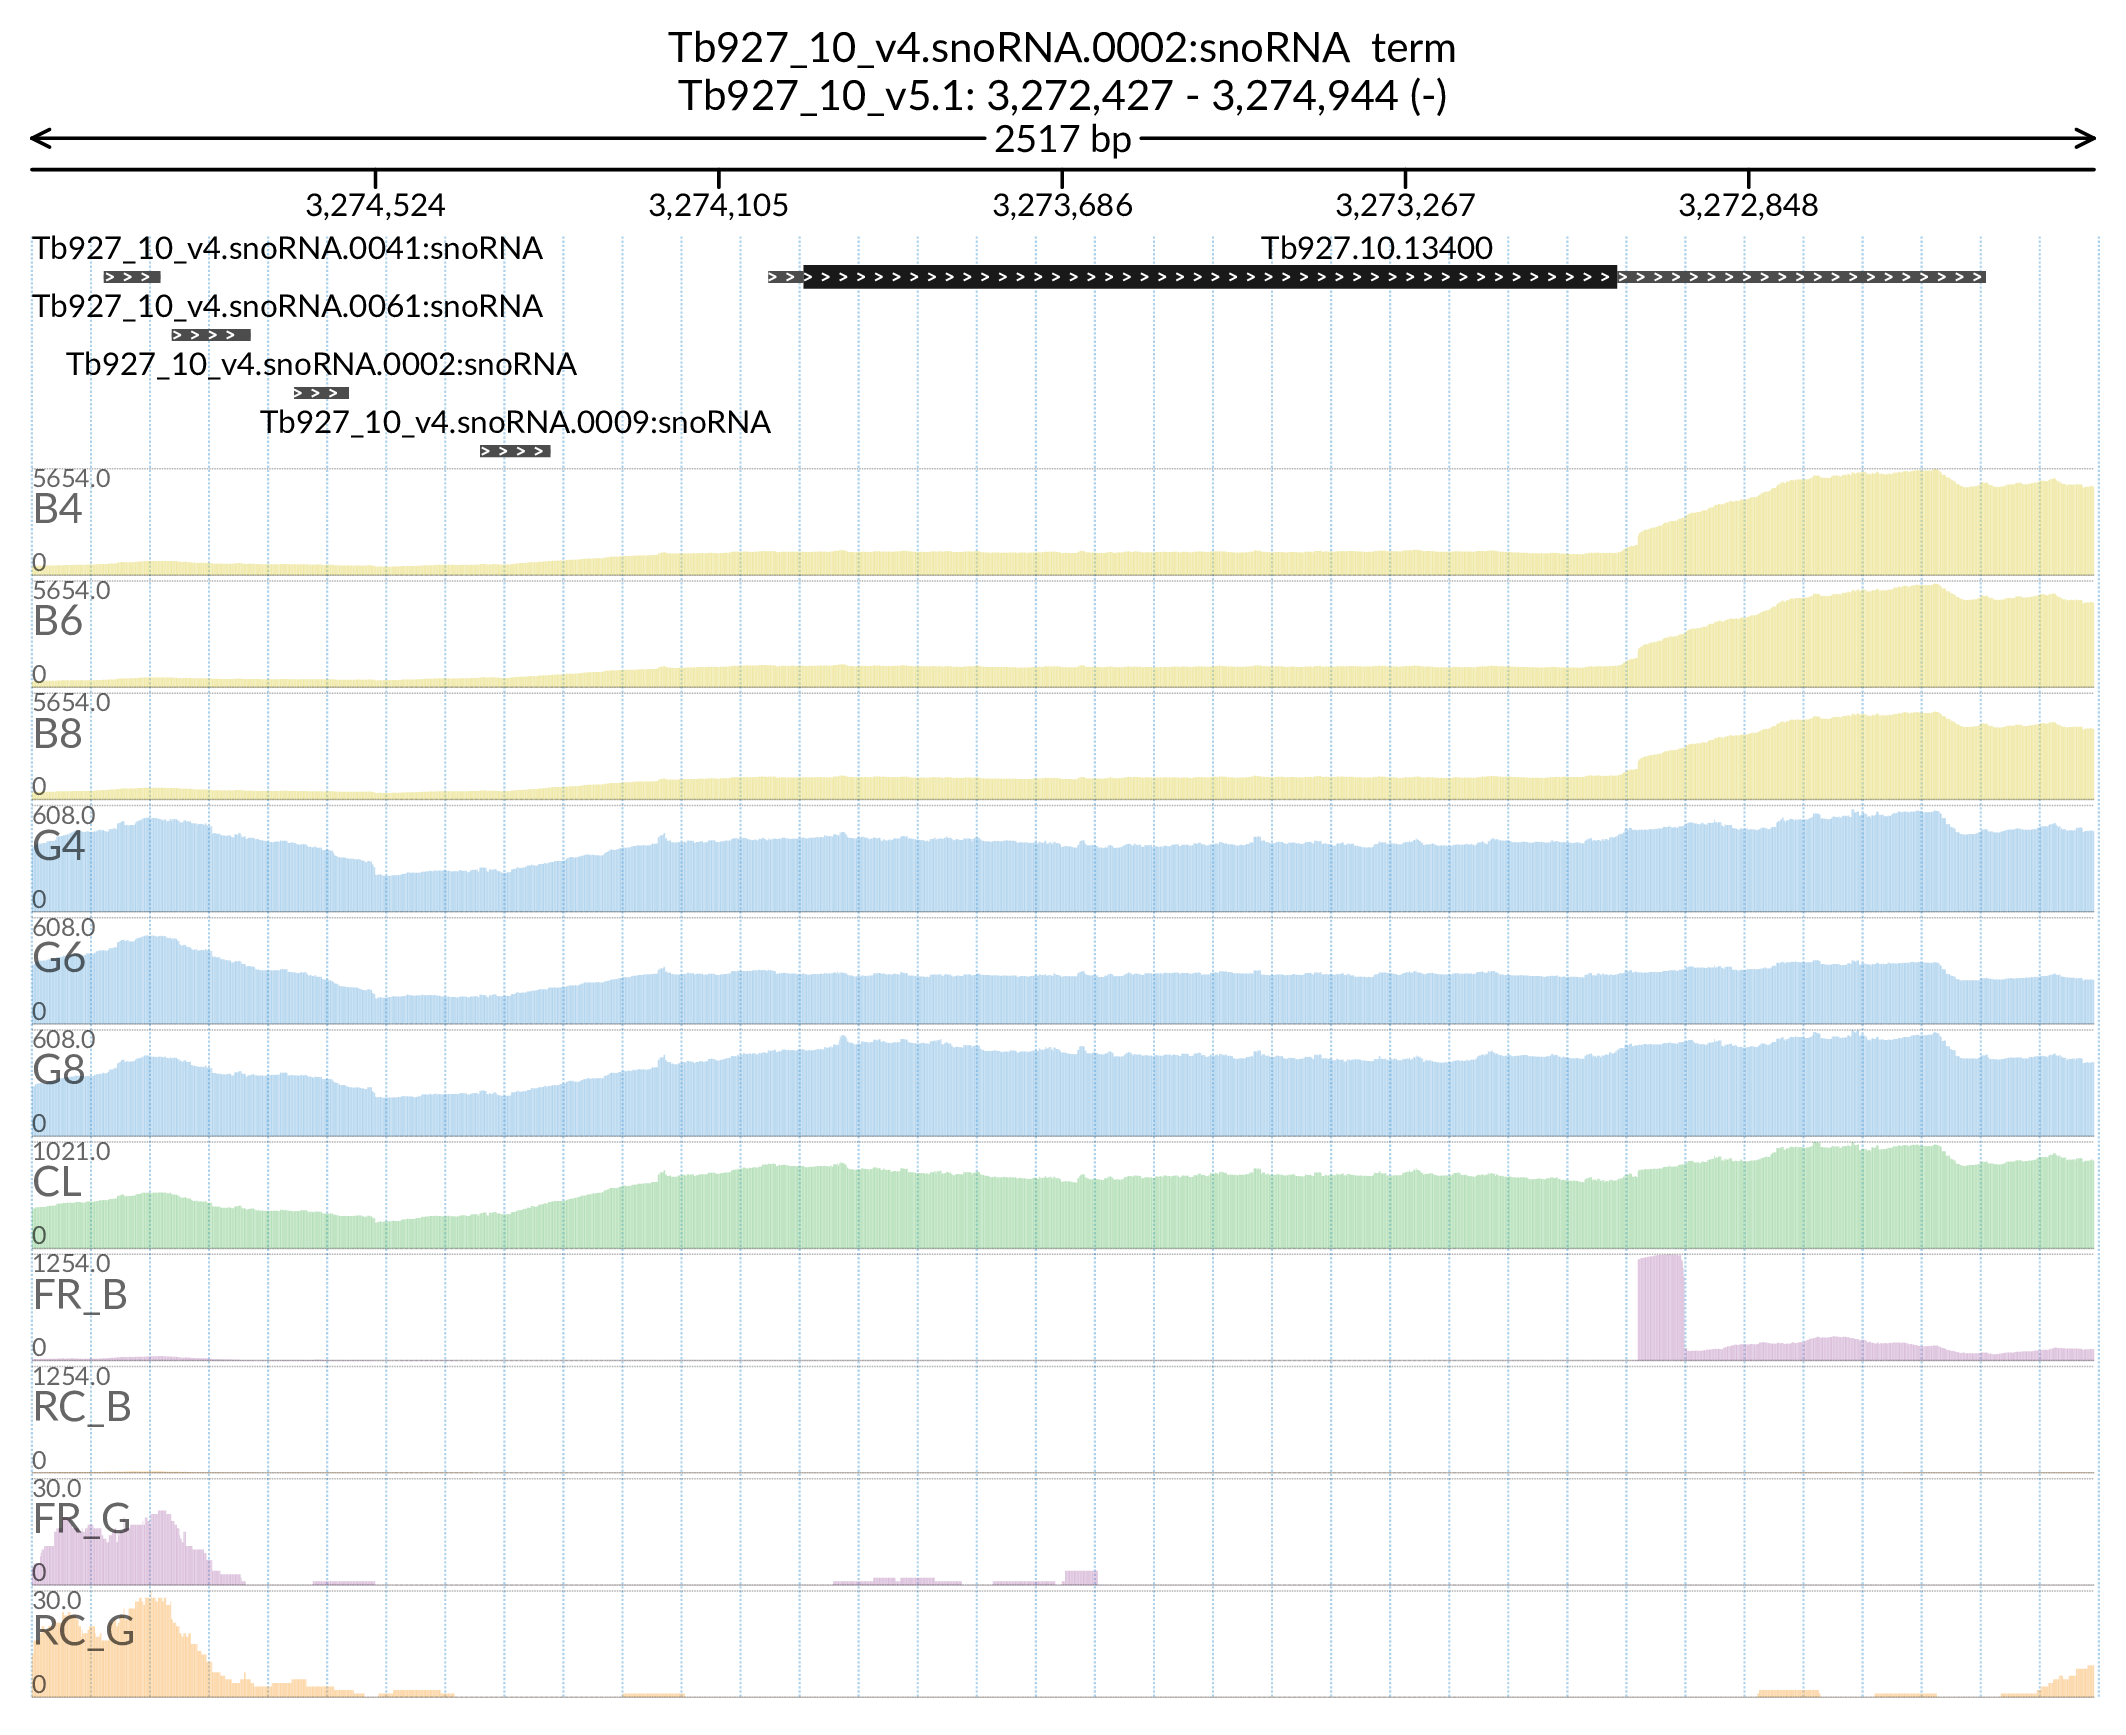 Tb927_10_v4.snoRNA.0002:snoRNA term
Tb927_10_v5.1: 3,272,427 - 3,274,944 (-)
2517 bp
3,274,524 3,274,105 3,273,686 3,273,267 3,272,848
Tb927_10_v4.snoRNA.0041:snoRNA Tb927.10.13400
Tb927_10_v4.snoRNA.0061:snoRNA
Tb927_10_v4.snoRNA.0002:snoRNA
Tb927_10_v4.snoRNA.0009:snoRNA
5654.0
B4
0
5654.0
B6
0
5654.0
B8
0
608.0
G4
0
608.0
G6
0
608.0
G8
0
1021.0
CL
0
1254.0
FR_B
0
1254.0
RC_B
0
30.0
FR_G
0
30.0
RC_G
0